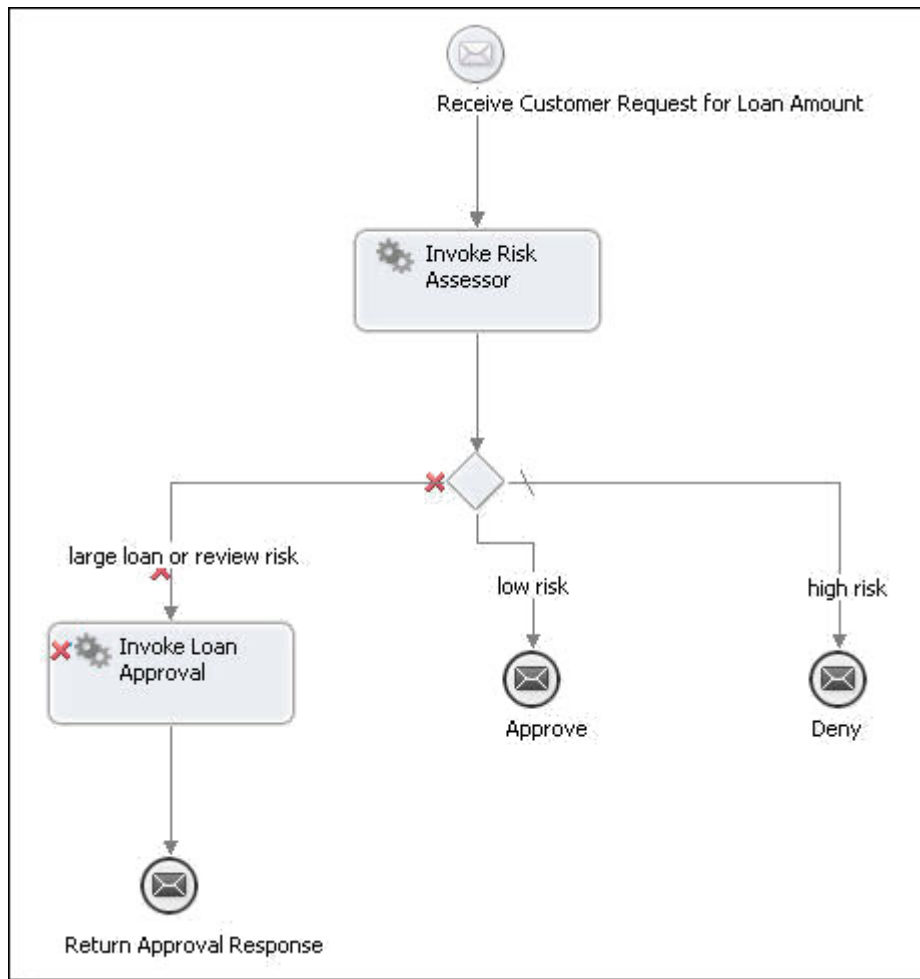 Receive Customer Request for Loan Amount
Invoke Risk
Assessor
large loan or review risk
low risk
high risk
Invoke Loan
Approval
Approve
Deny
Return Approval Response